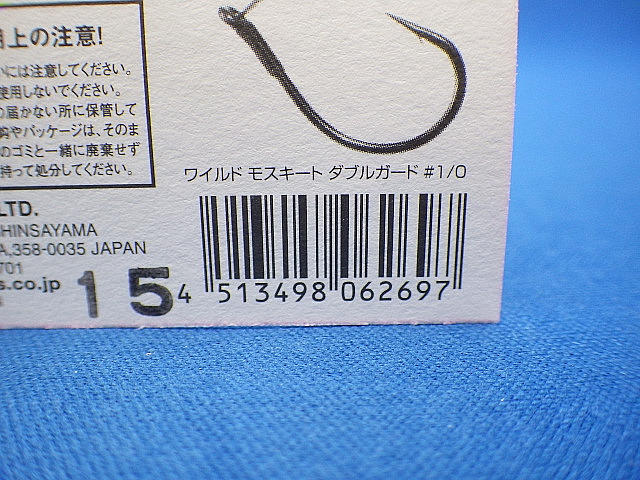 上の注意!
には注意してください。
使用しないでください。
の届かない所に保管して
やパッケージは、そのま
のゴミと一緒に廃棄せず
持って処分してください。
ワイルド モスキート ダブルガード #1/0
LTD.
SHINSAYAMA
A,358-0035 JAPAN
701
s.co.jp
15
4 513498 062697